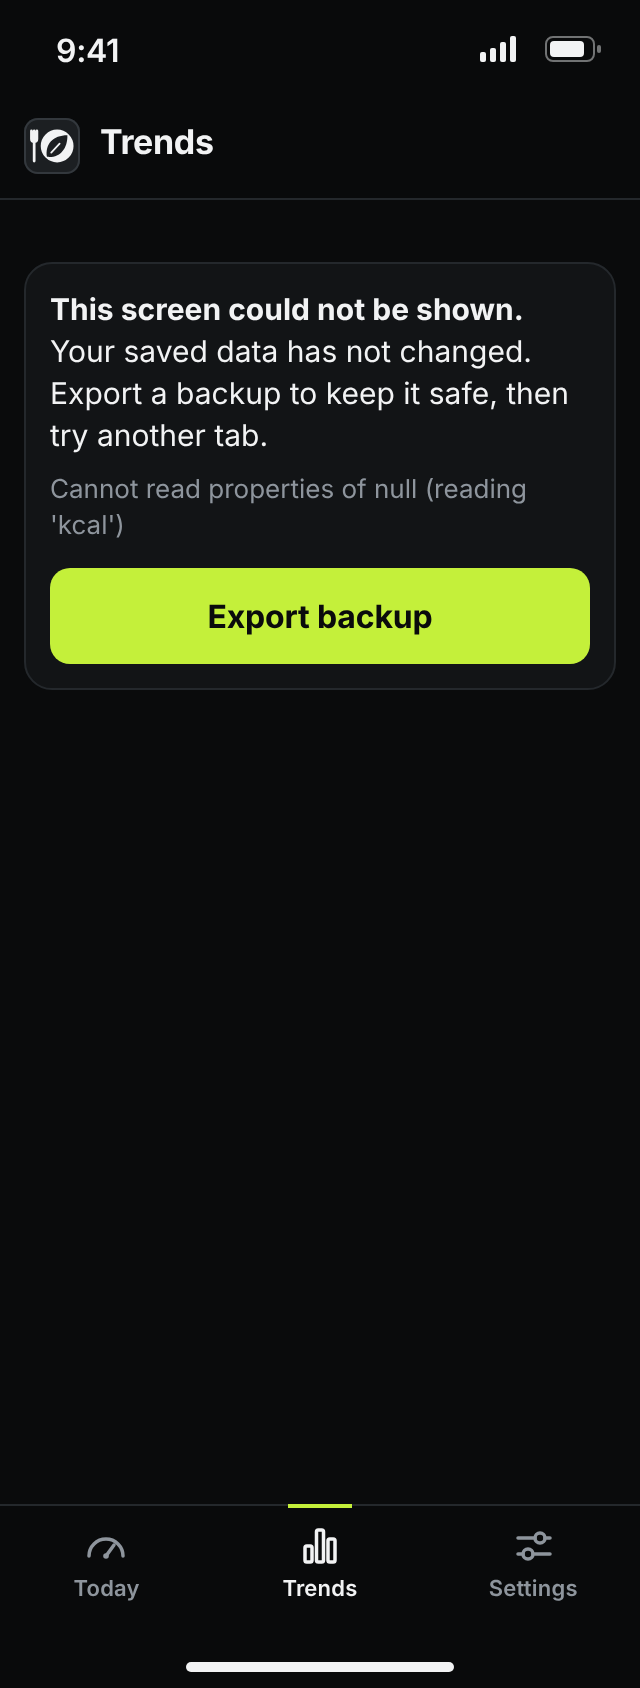 9:41
Trends
This screen could not be shown.
Your saved data has not changed.
Export a backup to keep it safe, then
try another tab.
Cannot read properties of null (reading
'kcal')
Export backup
Today
Trends
Settings